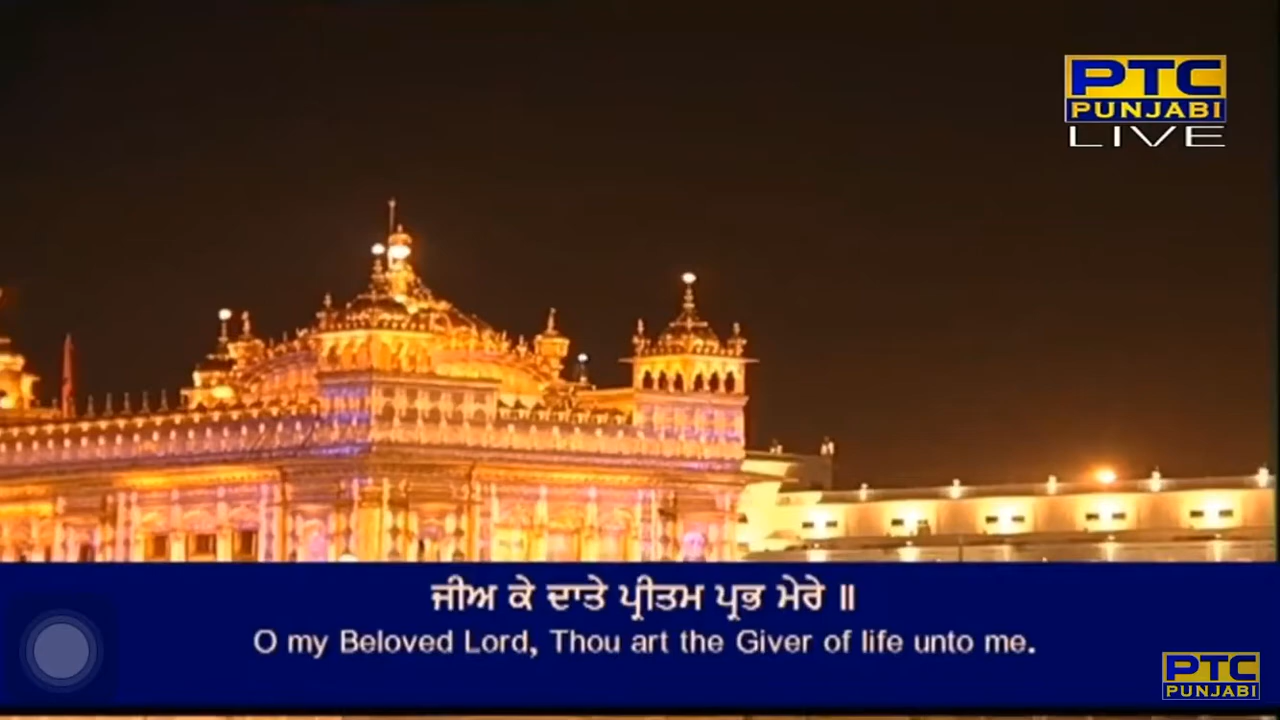 PTC
PUNJABI
LIVE
ਜੀਅ ਕੇ ਦਾਤੇ ਪ੍ਰੀਤਮ ਪ੍ਰਭ ਮੇਰੇ ॥
O my Beloved Lord, Thou art the Giver of life unto me.
PTC
PUNJABI